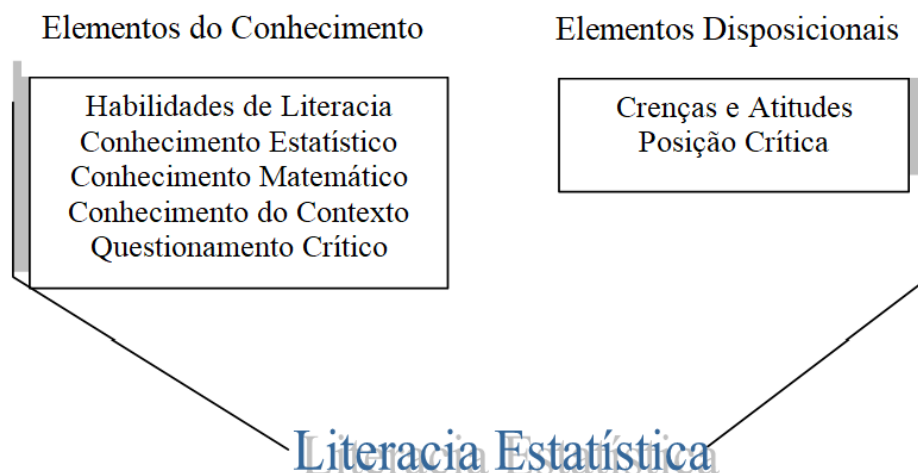 Elementos do Conhecimento
Habilidades de Literacia
Conhecimento Estatístico
Conhecimento Matemático
Conhecimento do Contexto
Questionamento Crítico
Elementos Disposicionais
Crenças e Atitudes
Posição Crítica
Literacia Estatística